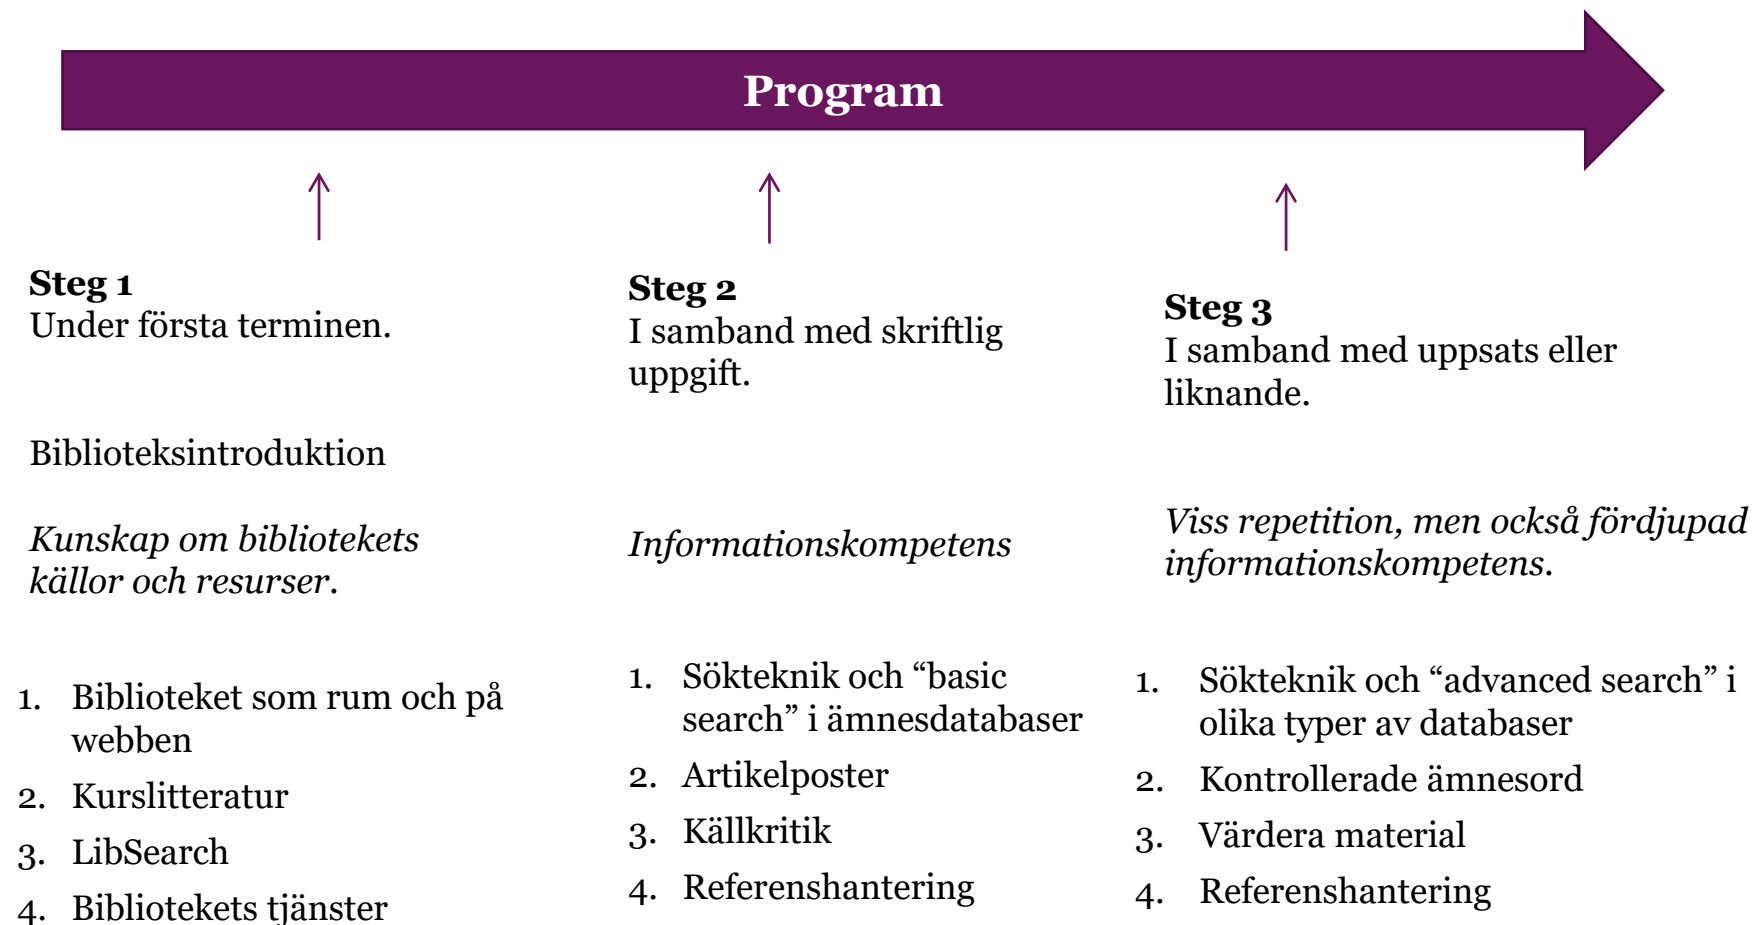 Program
Steg 1
Under första terminen.
Biblioteksintroduktion
Kunskap om bibliotekets
källor och resurser.
1. Biblioteket som rum och på
webben
2. Kurslitteratur
3. LibSearch
4. Bibliotekets tjänster
Steg 2
I samband med skriftlig
uppgift.
Informationskompetens
1. Sökteknik och “basic
search” i ämnesdatabaser
2. Artikelposter
3. Källkritik
4. Referenshantering
Steg 3
I samband med uppsats eller
liknande.
Viss repetition, men också fördjupad
informationskompetens.
1. Sökteknik och “advanced search” i
olika typer av databaser
2. Kontrollerade ämnesord
3. Värdera material
4. Referenshantering